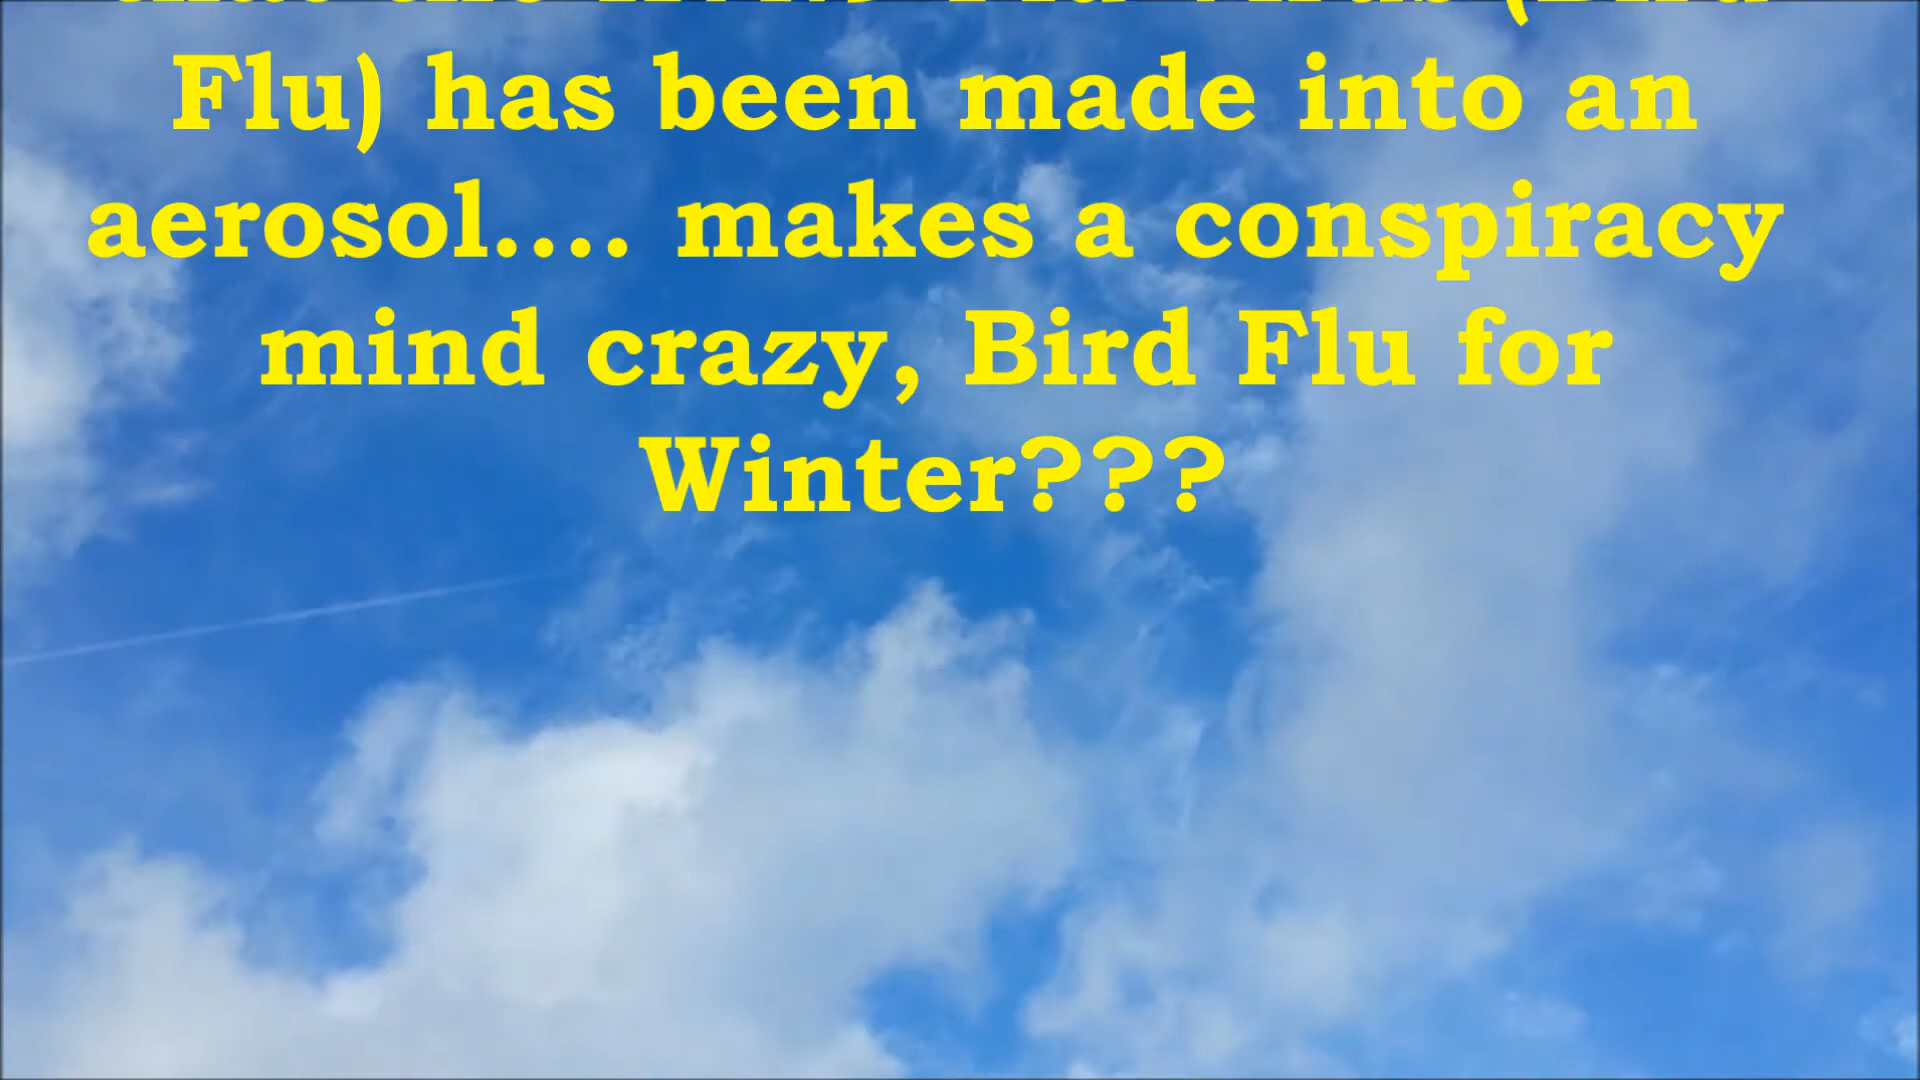 Flu) has been made into an
aerosol.... makes a conspiracy
mind crazy, Bird Flu for
Winter???